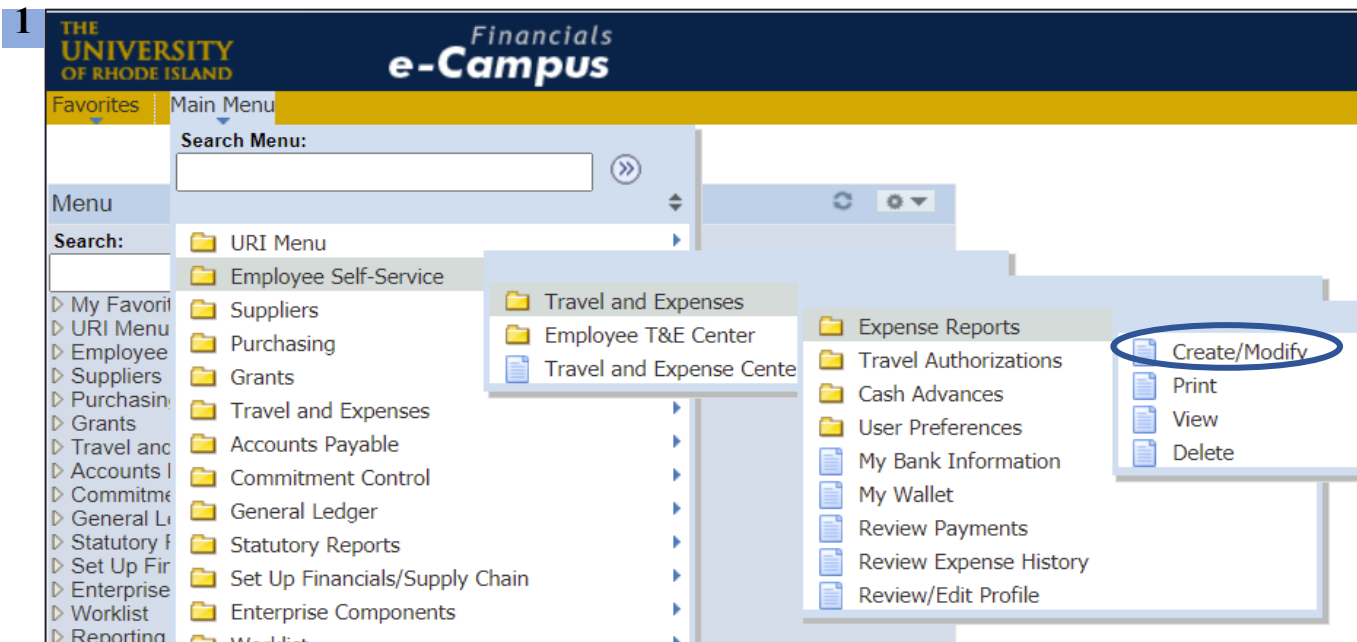 1
THE
UNIVERSITY
OF RHODE ISLAND
Financials
e-Campus
Favorites
Main Menu
Search Menu:
Menu
Search:
My Favorit
URI Menu
Employee
Suppliers
Purchasin
Grants
Travel and
Accounts
Commitme
General L
Statutory
Set Up Fin
Enterprise
Worklist
Reporting
URI Menu
Employee Self-Service
Suppliers
Purchasing
Grants
Travel and Expenses
Accounts Payable
Commitment Control
General Ledger
Statutory Reports
Set Up Financials/Supply Chain
Enterprise Components
Worklist
Travel and Expenses
Employee T&E Center
Travel and Expense Cente
Expense Reports
Travel Authorizations
Cash Advances
User Preferences
My Bank Information
My Wallet
Review Payments
Review Expense History
Review/Edit Profile
Create/Modify
Print
View
Delete